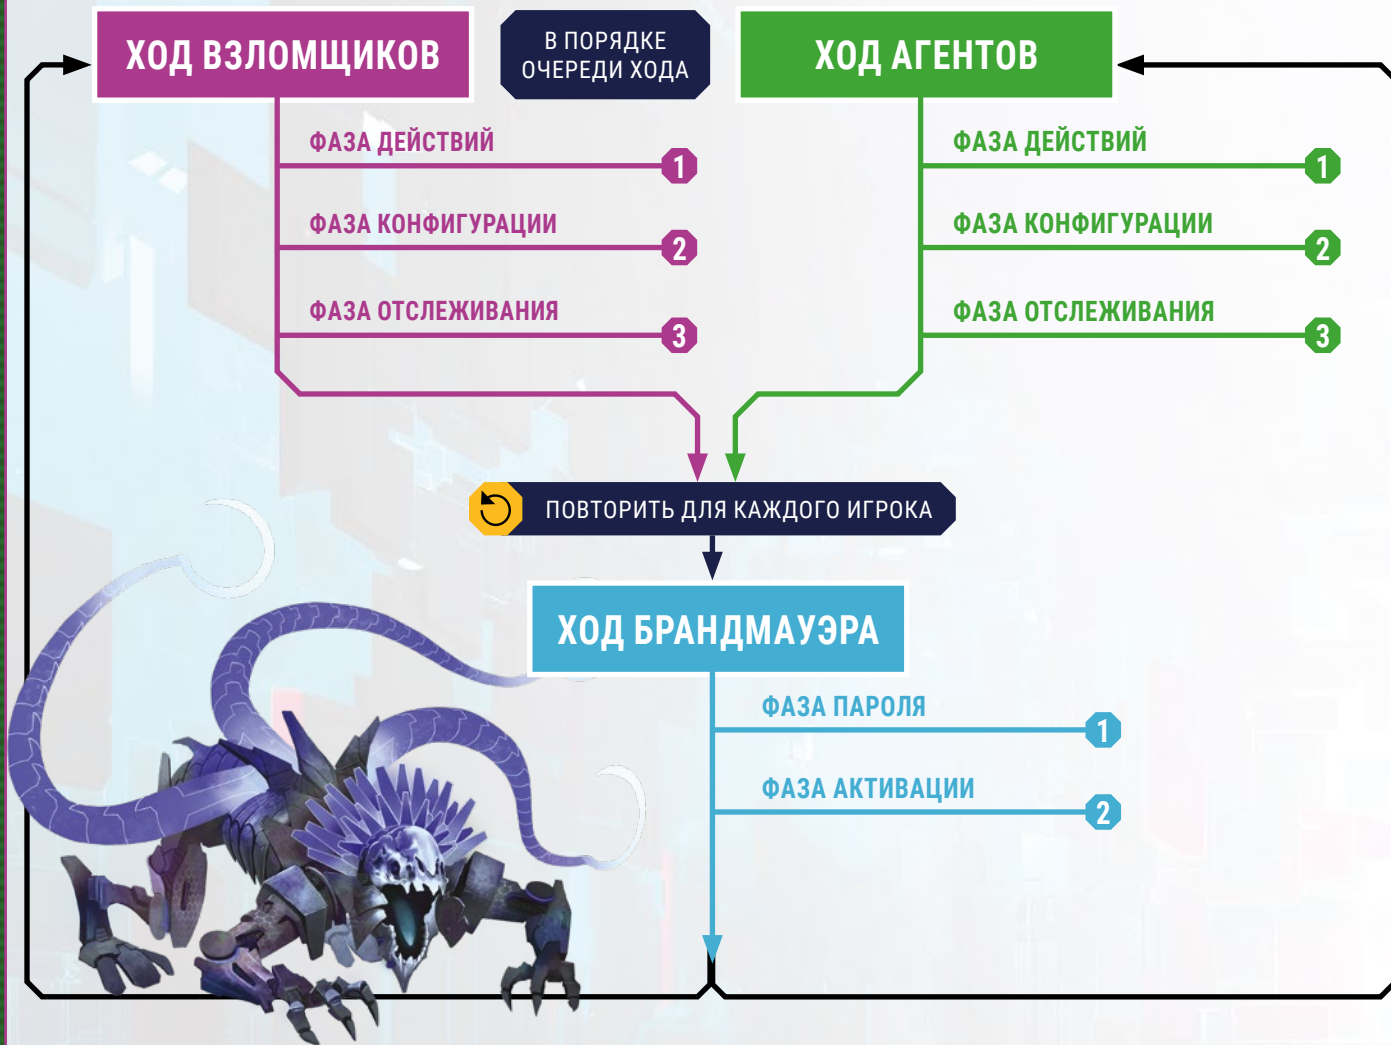 ХОД ВЗЛОМЩИКОВ
В ПОРЯДКЕ
ОЧЕРЕДИ ХОДА
ХОД АГЕНТОВ
ФАЗА ДЕЙСТВИЙ
1
ФАЗА КОНФИГУРАЦИИ
2
ФАЗА ОТСЛЕЖИВАНИЯ
3
ФАЗА ДЕЙСТВИЙ
1
ФАЗА КОНФИГУРАЦИИ
2
ФАЗА ОТСЛЕЖИВАНИЯ
3
ПОВТОРИТЬ ДЛЯ КАЖДОГО ИГРОКА
ХОД БРАНДМАУЭРА
ФАЗА ПАРОЛЯ
1
ФАЗА АКТИВАЦИИ
2